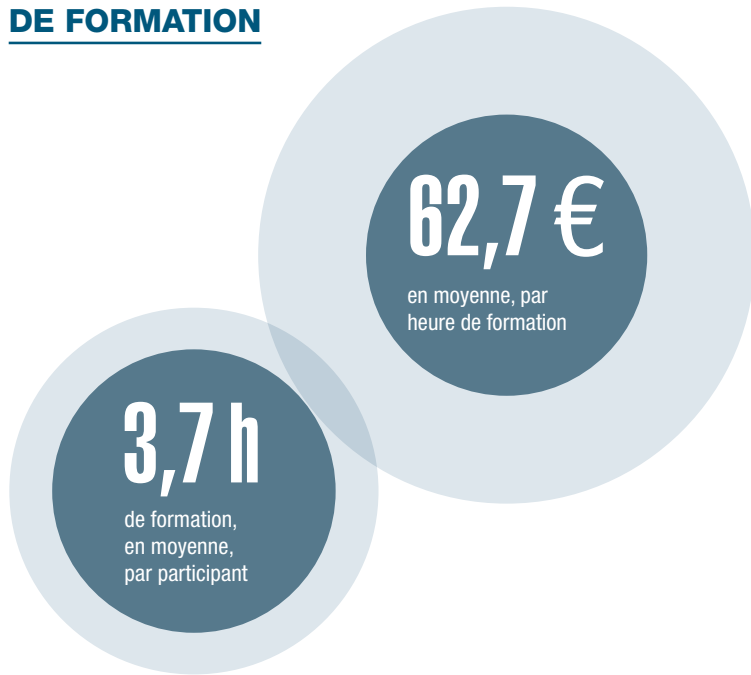 DE FORMATION
62,7 €
en moyenne, par
heure de formation
3,7 h
de formation,
en moyenne,
par participant